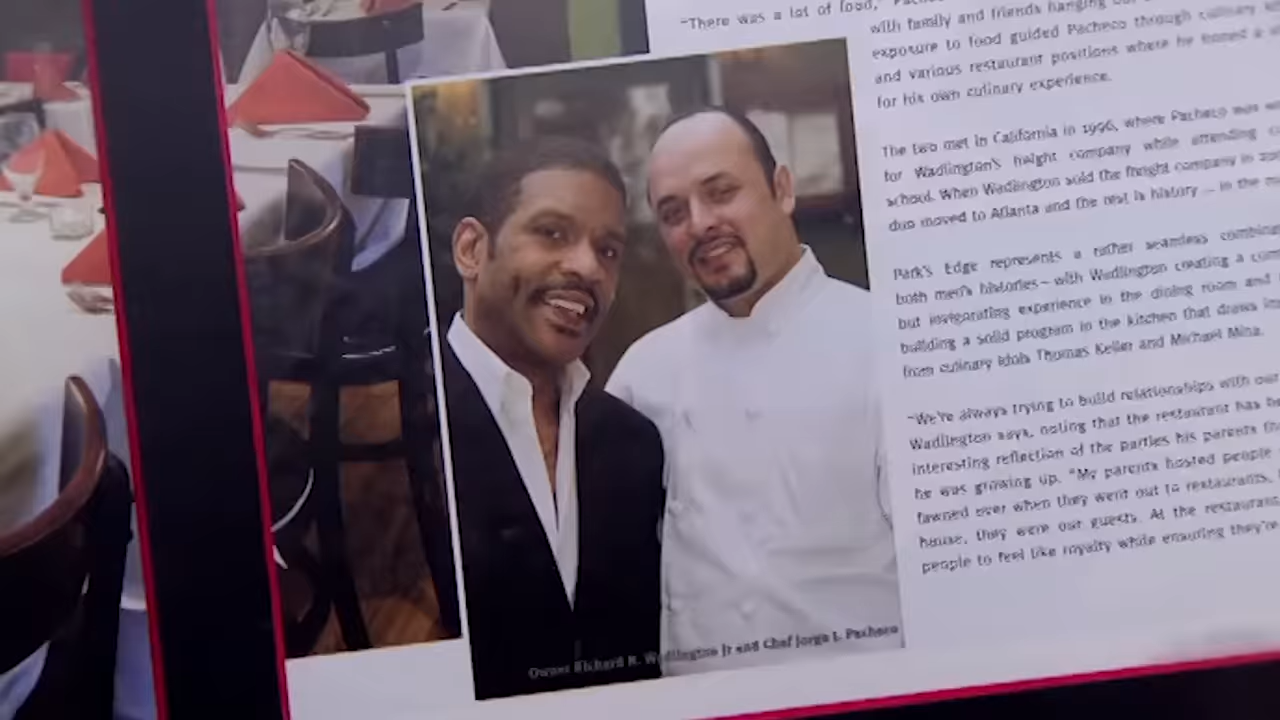 "There was a lot of food,"
with family and friends hanging
exposure to food guided Pacheco through culinary
and various restaurant positions where he honed a
for his own culinary experience.
The two met in California in 1996, where Pacheco was
for Wadlington's freight company while attending
school. When Wadlington sold the freight company in
duo moved to Atlanta and the rest is history ... in the
Park's Edge represents a rather seamless
both men's histories—with Wadlington creating a
but invigorating experience in the dining room and
building a solid program in the kitchen that draws
from culinary idols Thomas Keller and Michael Mina.
"We're always trying to build relationships with our
Wadlington says, noting that the restaurant has
interesting reflection of the parties his parents
he was growing up. "My parents hosted people
fawned over when they went out to restaurants.
house, they were our guests. At the restaurant
people to feel like royalty while ensuring they're
Owner Richard R. Wadlington Jr and Chef Jorge L. Pacheco